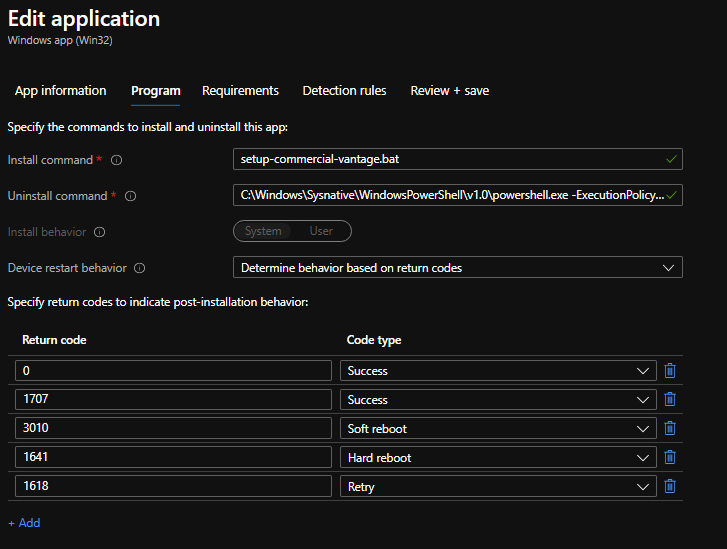 Edit application
Windows app (Win32)
App information Program Requirements Detection rules Review + save
Specify the commands to install and uninstall this app:
Install command * setup-commercial-vantage.bat
Uninstall command * C:\Windows\Sysnative\WindowsPowerShell\v1.0\powershell.exe -ExecutionPolicy...
Install behavior System User
Device restart behavior Determine behavior based on return codes
Specify return codes to indicate post-installation behavior:
Return code Code type
0 Success
1707 Success
3010 Soft reboot
1641 Hard reboot
1618 Retry
+ Add